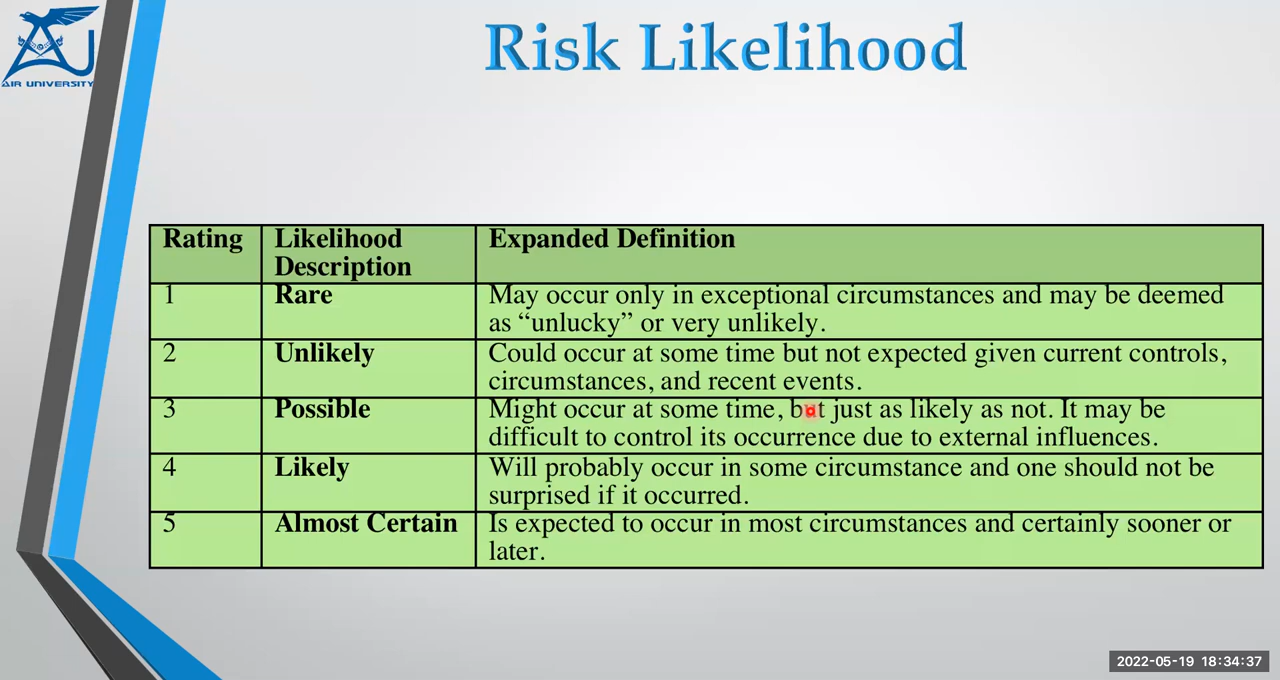 AIR UNIVERSITY
Risk Likelihood
Rating
Likelihood
Description
Expanded Definition
1
Rare
May occur only in exceptional circumstances and may be deemed
as “unlucky” or very unlikely.
2
Unlikely
Could occur at some time but not expected given current controls,
circumstances, and recent events.
3
Possible
Might occur at some time, but just as likely as not. It may be
difficult to control its occurrence due to external influences.
4
Likely
Will probably occur in some circumstance and one should not be
surprised if it occurred.
5
Almost Certain
Is expected to occur in most circumstances and certainly sooner or
later.
2022-05-19 18:34:37